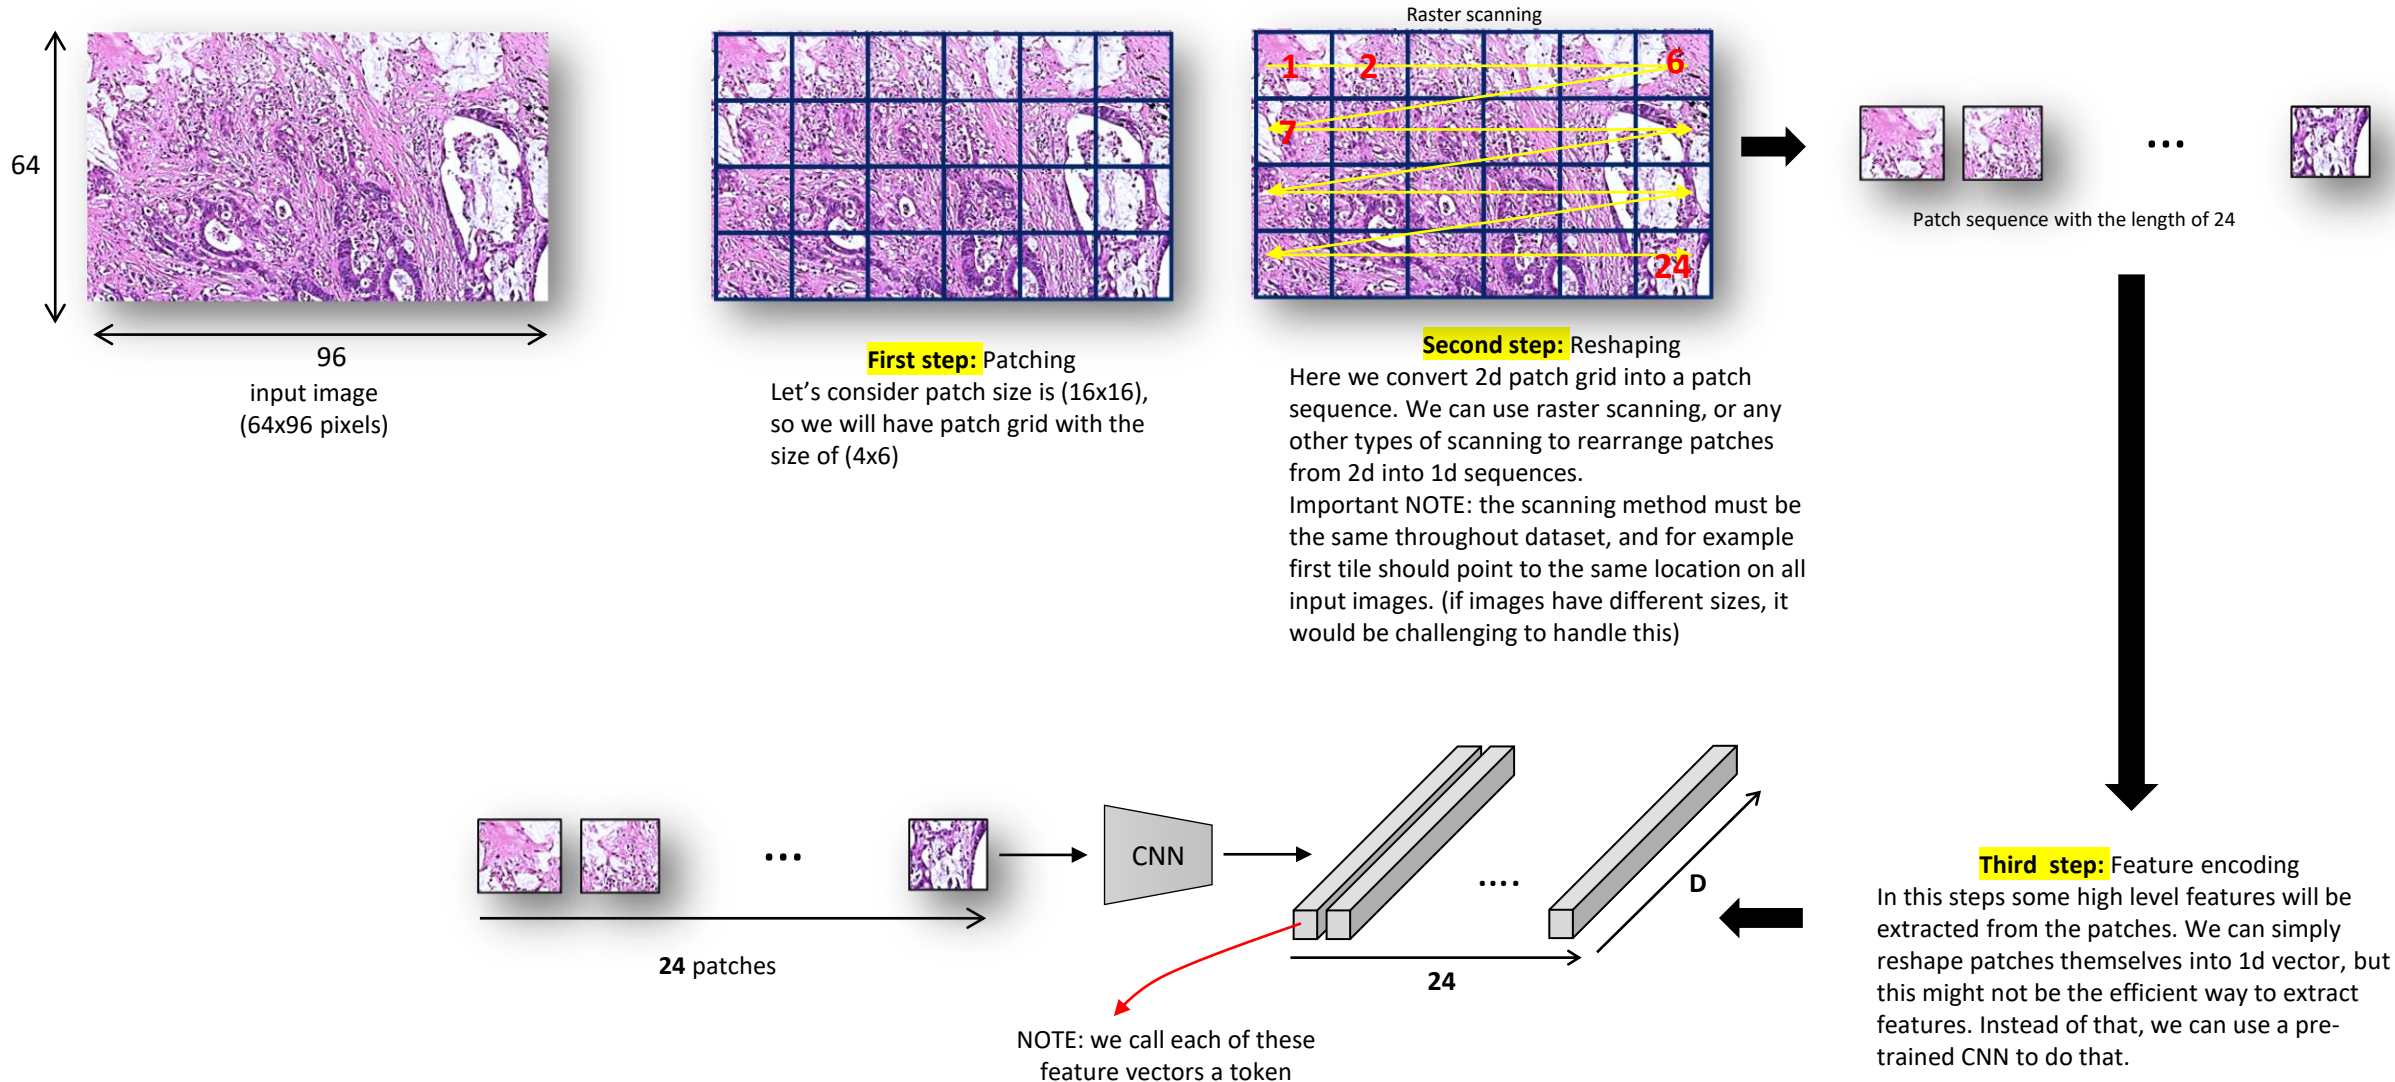 64
96
input image
(64x96 pixels)
First step: Patching
Let's consider patch size is (16x16),
so we will have patch grid with the
size of (4x6)
Raster scanning
1 2 6
7
24
Second step: Reshaping
Here we convert 2d patch grid into a patch
sequence. We can use raster scanning, or any
other types of scanning to rearrange patches
from 2d into 1d sequences.
Important NOTE: the scanning method must be
the same throughout dataset, and for example
first tile should point to the same location on all
input images. (if images have different sizes, it
would be challenging to handle this)
...
Patch sequence with the length of 24
Third  step: Feature encoding
In this steps some high level features will be
extracted from the patches. We can simply
reshape patches themselves into 1d vector, but
this might not be the efficient way to extract
features. Instead of that, we can use a pre-
trained CNN to do that.
...
24 patches
CNN
....
D
24
NOTE: we call each of these
feature vectors a token